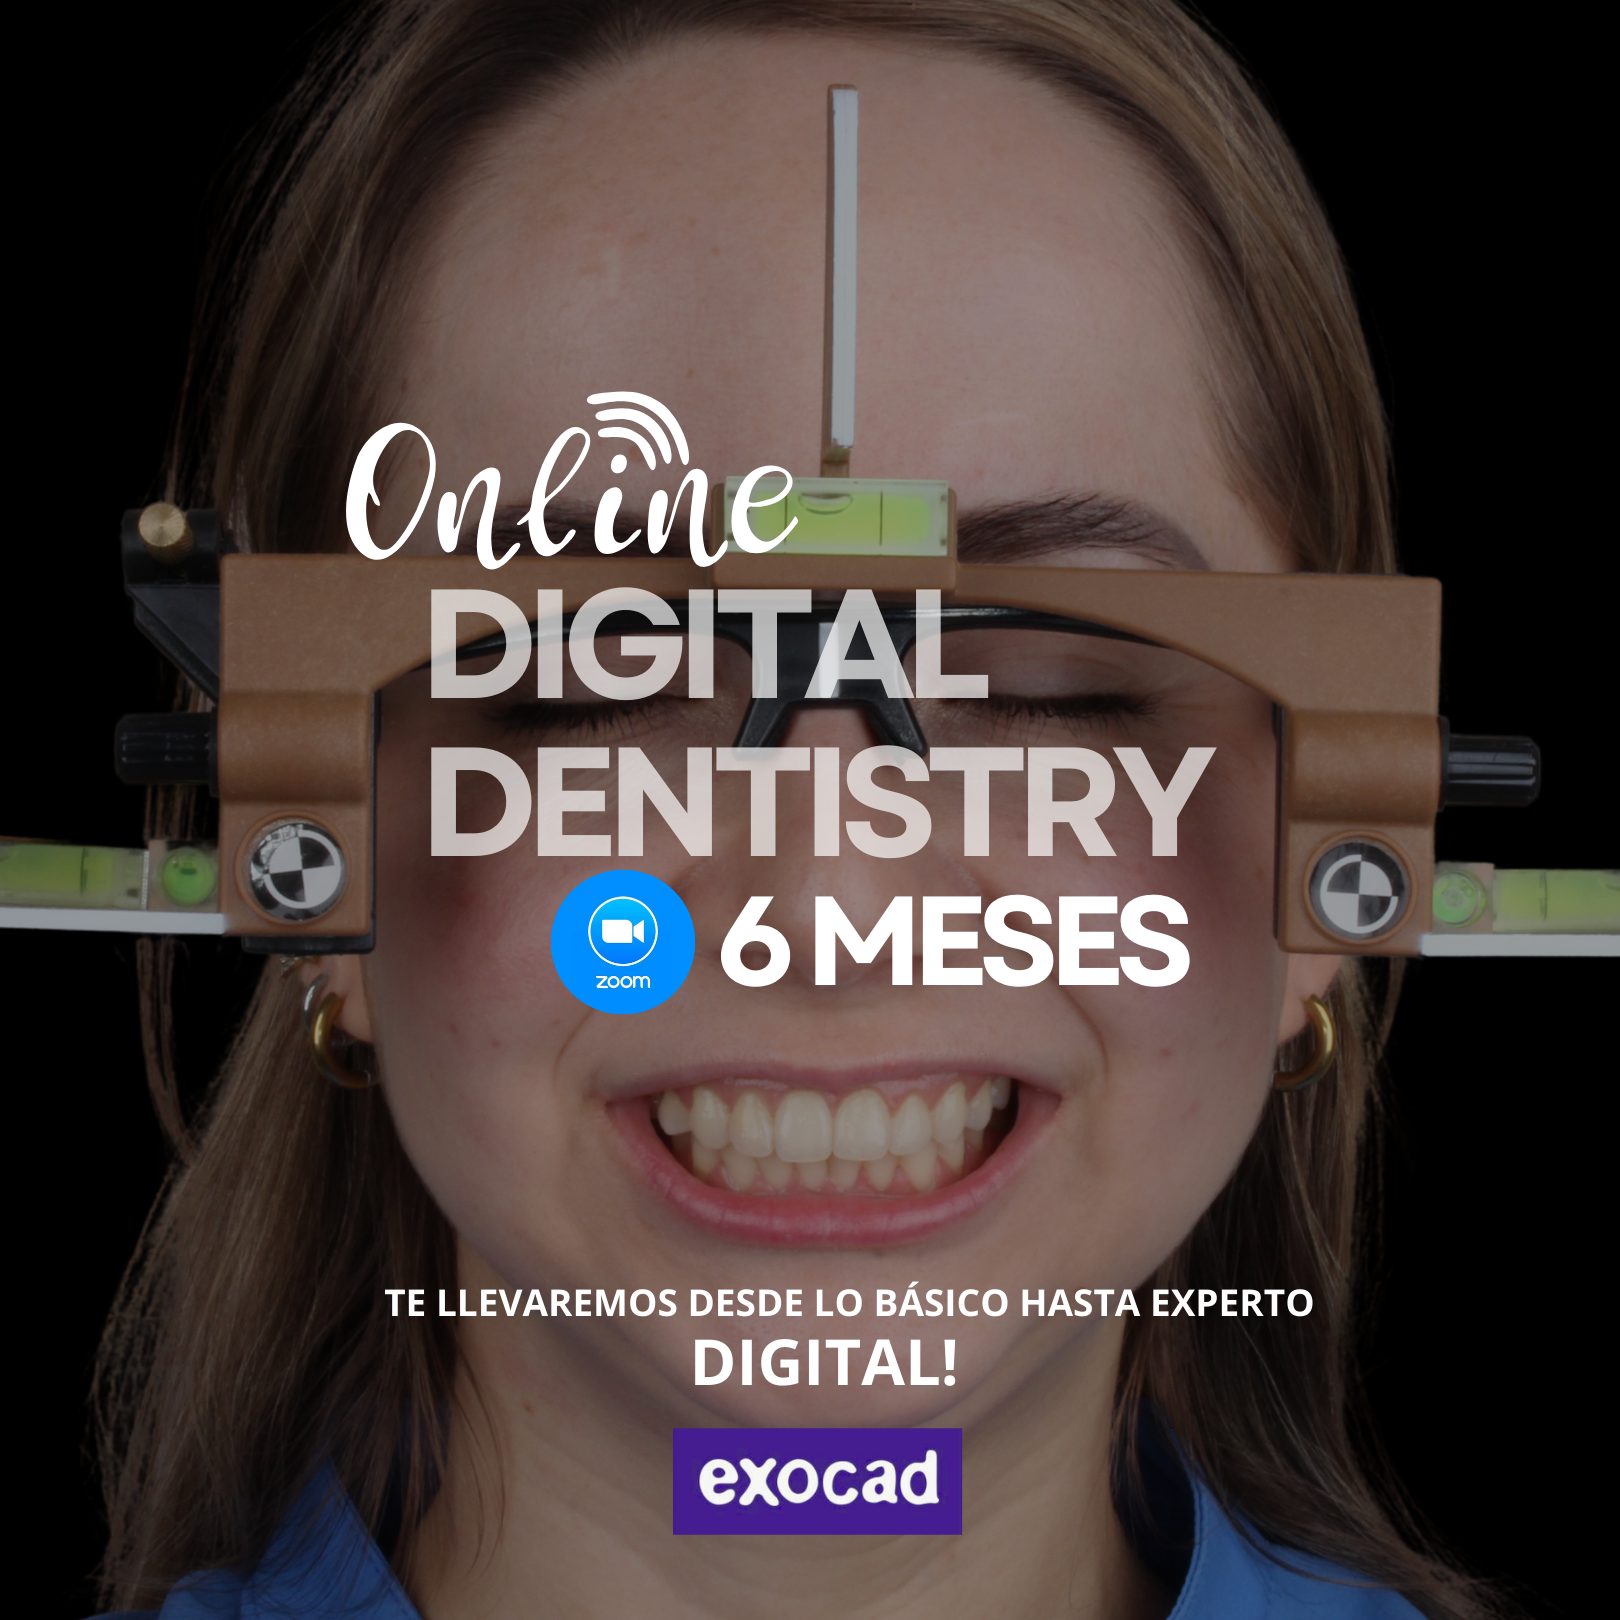 Online
DIGITAL
DENTISTRY
zoom
6 MESES
TE LLEVAREMOS DESDE LO BÁSICO HASTA EXPERTO
DIGITAL!
exocad